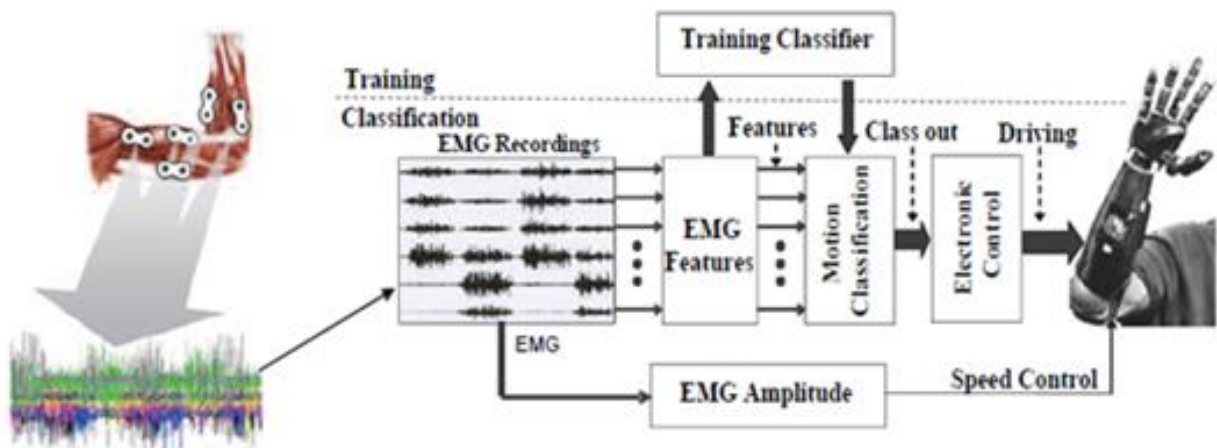 Training Classifier
Training
Classification
EMG Recordings
Features
Class out
Driving
EMG
Features
Motion
Classification
Electronic
Control
EMG
EMG Amplitude
Speed Control